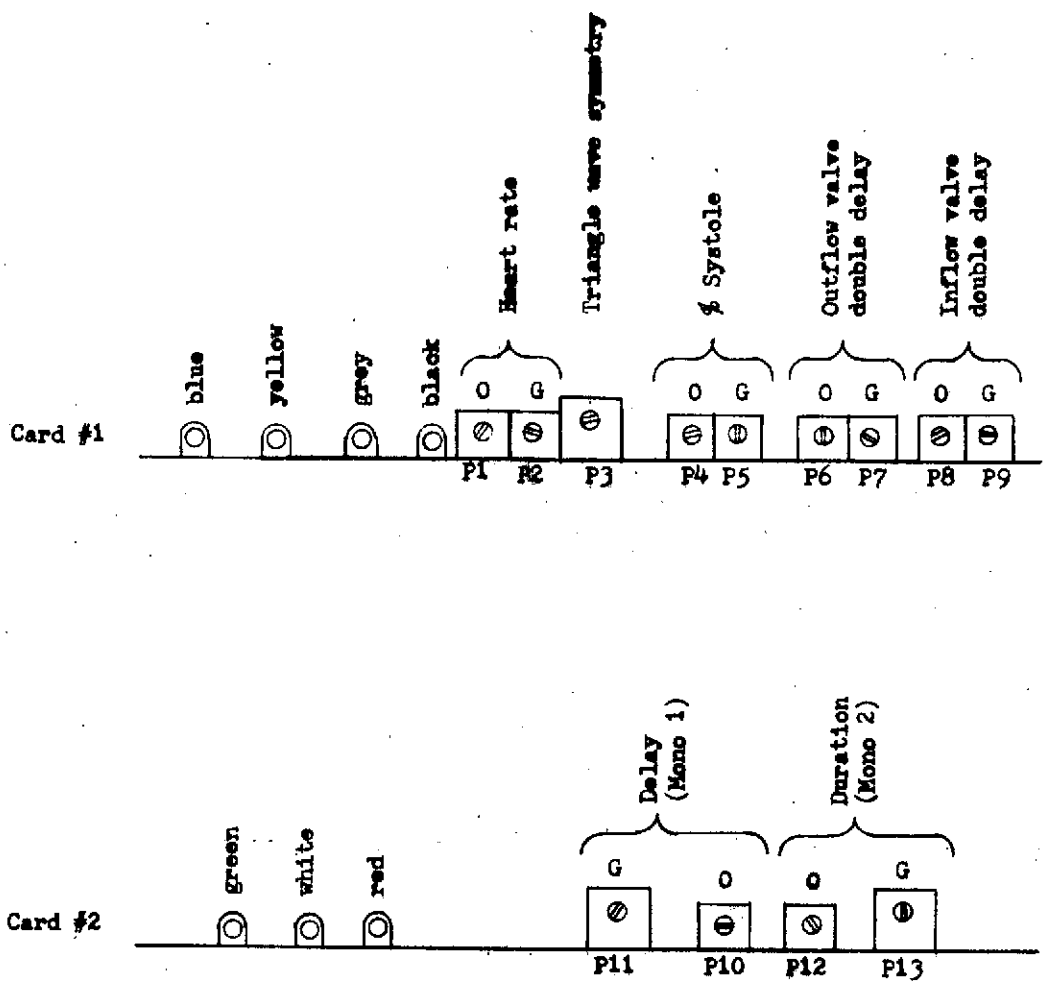 Heart rate
Triangle wave symmetry
% Systole
Outflow valve
double delay
Inflow valve
double delay
blue
yellow
grey
black
O G O G O G O G
Card #1
P1 P2 P3 P4 P5 P6 P7 P8 P9
Delay
(Mono 1)
Duration
(Mono 2)
green
white
red
G O O G
Card #2
P11 P10 P12 P13